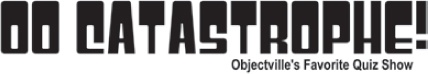 OO CATASTROPHE!
Objectville's Favorite Quiz Show